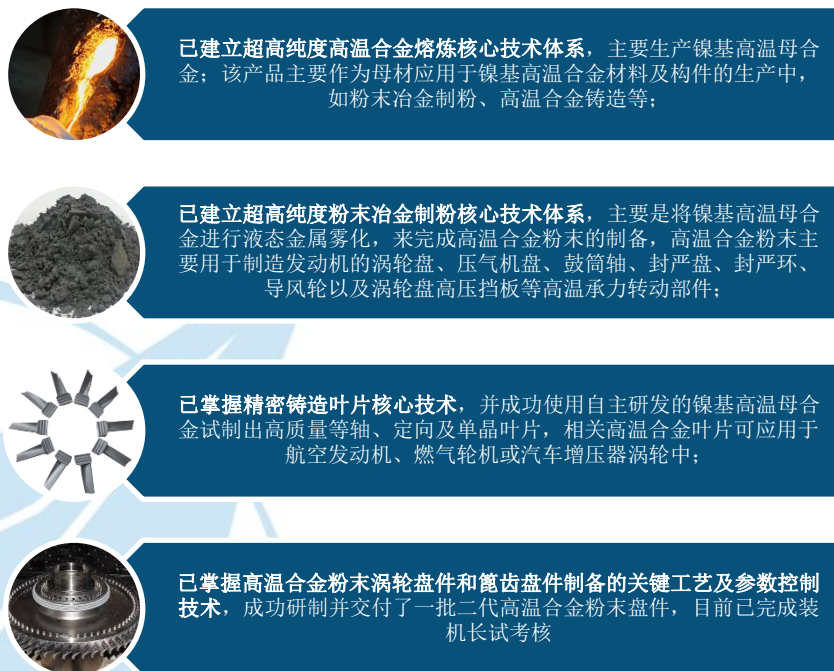 已建立超高纯度高温合金熔炼核心技术体系，主要生产镍基高温母合
金；该产品主要作为母材应用于镍基高温合金材料及构件的生产中，
如粉末冶金制粉、高温合金铸造等；
已建立超高纯度粉末冶金制粉核心技术体系，主要是将镍基高温母合
金进行液态金属雾化，来完成高温合金粉末的制备，高温合金粉末主
要用于制造发动机的涡轮盘、压气机盘、鼓筒轴、封严盘、封严环、
导风轮以及涡轮盘高压挡板等高温承力转动部件；
已掌握精密铸造叶片核心技术，并成功使用自主研发的镍基高温母合
金试制出高质量等轴、定向及单晶叶片，相关高温合金叶片可应用于
航空发动机、燃气轮机或汽车增压器涡轮中；
已掌握高温合金粉末涡轮盘件和篦齿盘件制备的关键工艺及参数控制
技术，成功研制并交付了一批二代高温合金粉末盘件，目前已完成装
机长试考核